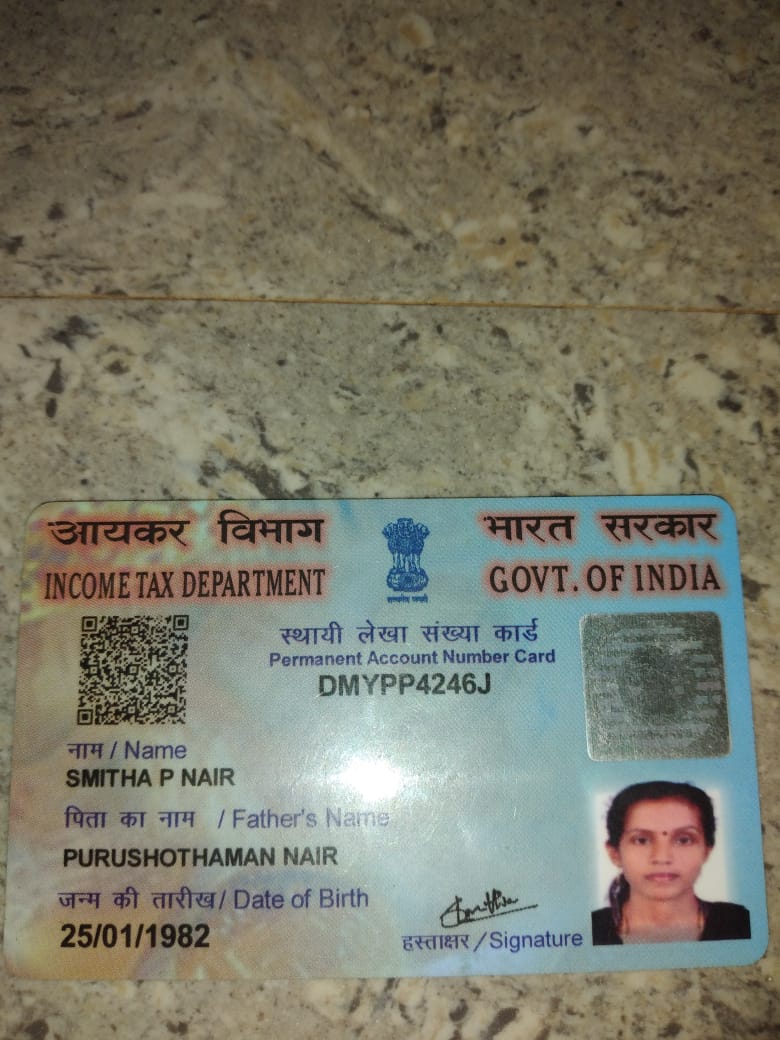 आयकर विभाग
भारत सरकार
INCOME TAX DEPARTMENT
GOVT. OF INDIA
सत्यमेव जयते
स्थायी लेखा संख्या कार्ड
Permanent Account Number Card
DMYPP4246J
नाम / Name
SMITHA P NAIR
पिता का नाम / Father's Name
PURUSHOTHAMAN NAIR
जन्म की तारीख / Date of Birth
25/01/1982
हस्ताक्षर / Signature